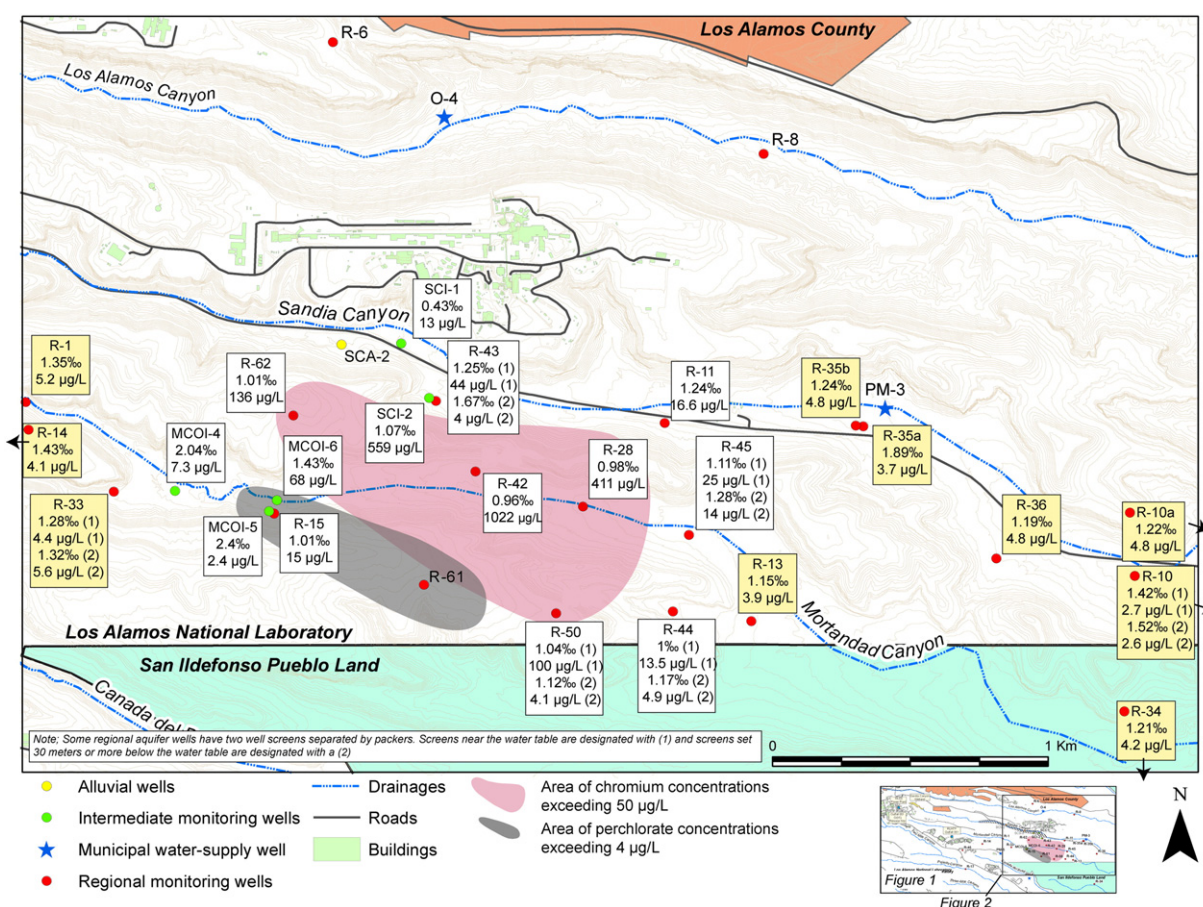 Los Alamos County
R-6
Los Alamos Canyon
O-4
R-8
Sandia Canyon
SCA-2
SCI-1
0.43‰
13 µg/L
R-1
1.35‰
5.2 µg/L
R-62
1.01‰
136 µg/L
R-43
1.25‰ (1)
44 µg/L (1)
1.67‰ (2)
4 µg/L (2)
R-11
1.24‰
16.6 µg/L
R-35b
1.24‰
4.8 µg/L
PM-3
R-14
1.43‰
4.1 µg/L
MCOI-4
2.04‰
7.3 µg/L
SCI-2
1.07‰
559 µg/L
MCOI-6
1.43‰
68 µg/L
R-28
0.98‰
411 µg/L
R-45
1.11‰ (1)
25 µg/L (1)
1.28‰ (2)
14 µg/L (2)
R-35a
1.89‰
3.7 µg/L
R-33
1.28‰ (1)
4.4 µg/L (1)
1.32‰ (2)
5.6 µg/L (2)
MCOI-5
2.4‰
2.4 µg/L
R-15
1.01‰
15 µg/L
R-42
0.96‰
1022 µg/L
R-36
1.19‰
4.8 µg/L
R-10a
1.22‰
4.8 µg/L
R-61
R-13
1.15‰
3.9 µg/L
R-10
1.42‰ (1)
2.7 µg/L (1)
1.52‰ (2)
2.6 µg/L (2)
R-50
1.04‰ (1)
100 µg/L (1)
1.12‰ (2)
4.1 µg/L (2)
R-44
1‰ (1)
13.5 µg/L (1)
1.17‰ (2)
4.9 µg/L (2)
Mortandad Canyon
Los Alamos National Laboratory
San Ildefonso Pueblo Land
Canada del
R-34
1.21‰
4.2 µg/L
Note; Some regional aquifer wells have two well screens separated by packers. Screens near the water table are designated with (1) and screens set
30 meters or more below the water table are designated with a (2)
0 1 Km
Alluvial wells
Intermediate monitoring wells
Municipal water-supply well
Regional monitoring wells
Drainages
Roads
Buildings
Area of chromium concentrations
exceeding 50 µg/L
Area of perchlorate concentrations
exceeding 4 µg/L
N
Los Alamos County
Los Alamos National Laboratory
San Ildefonso Pueblo Land
Figure 1
Figure 2